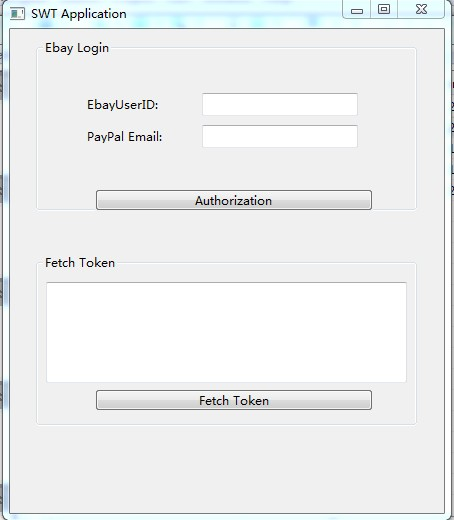 SWT Application
Ebay Login
EbayUserID:
PayPal Email:
Authorization
Fetch Token
Fetch Token